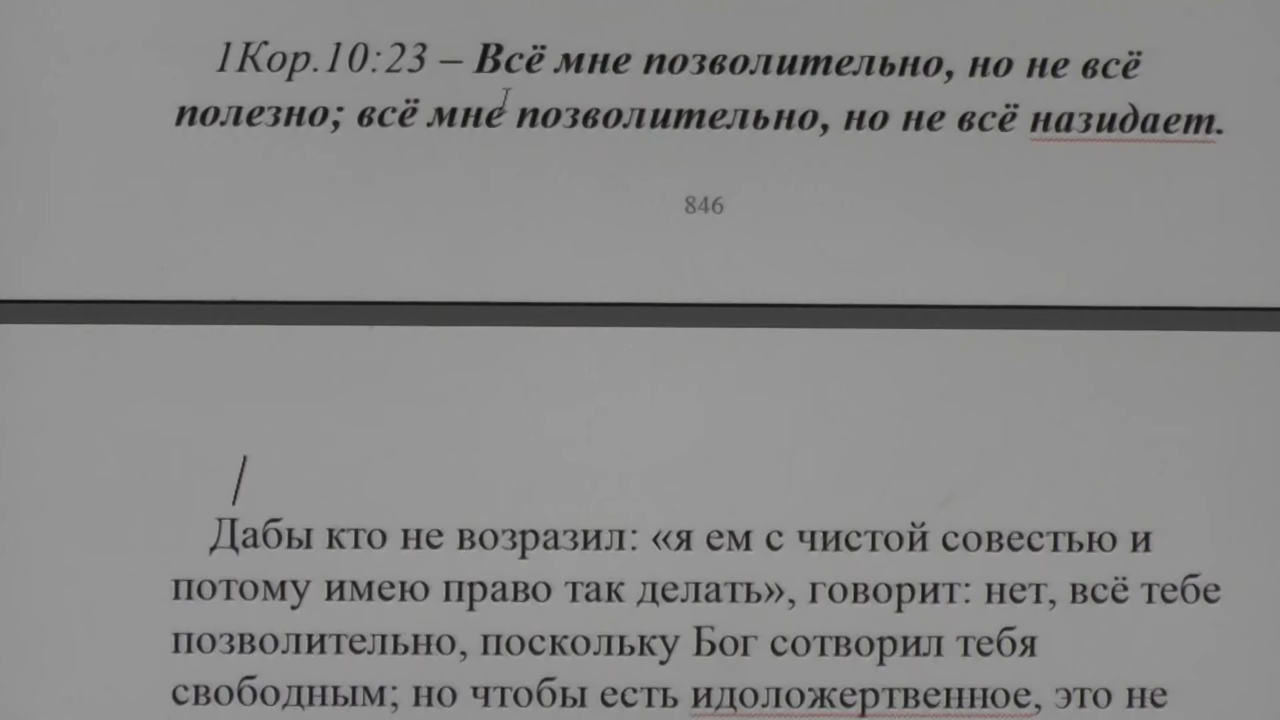 1Кор.10:23 – Всё мне позволительно, но не всё
полезно; всё мне позволительно, но не всё назидает.
846
Дабы кто не возразил: «я ем с чистой совестью и
потому имею право так делать», говорит: нет, всё тебе
позволительно, поскольку Бог сотворил тебя
свободным; но чтобы есть идоложертвенное, это не